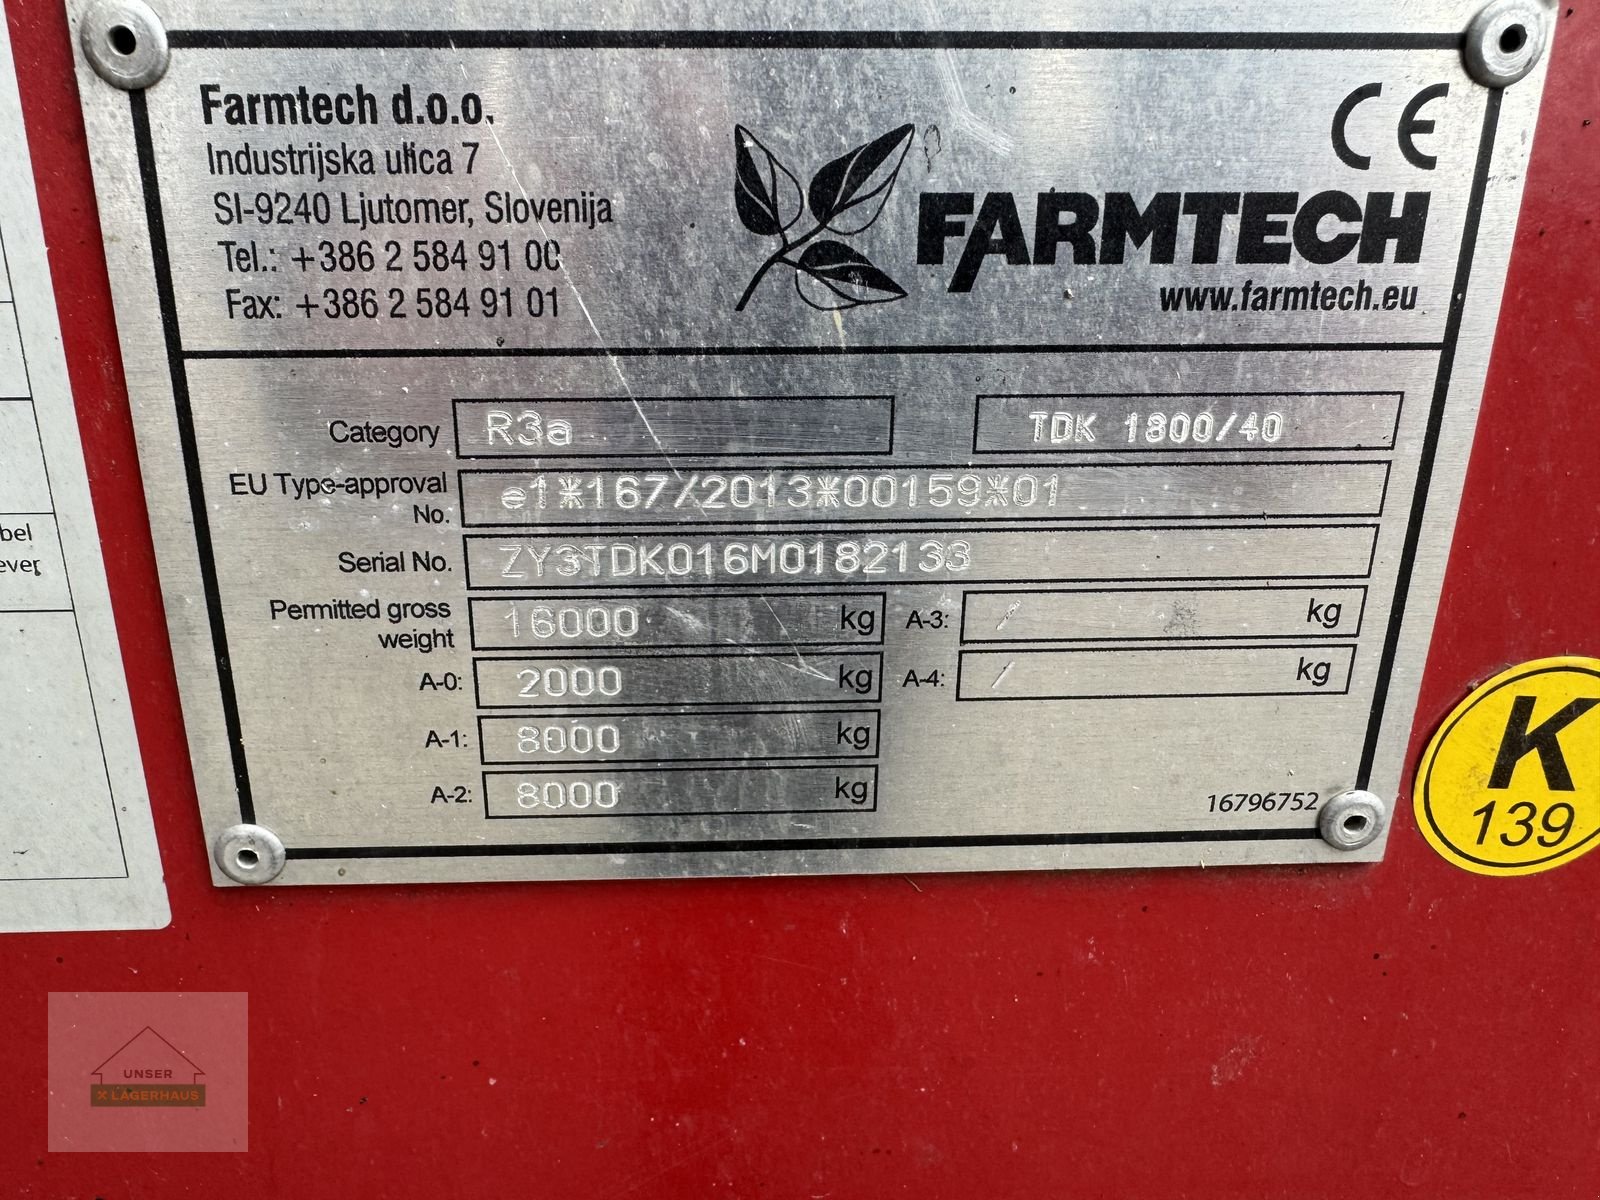 Farmtech d.o.o.
Industrijska ulica 7
SI-9240 Ljutomer, Slovenija
Tel.: +386 2 584 91 00
Fax: +386 2 584 91 01
CE
FARMTECH
www.farmtech.eu
Category R3a TDK 1800/40
EU Type-approval No. e1*167/2013*00159*01
Serial No. ZY3TDK016M0182133
Permitted gross weight 16000 kg A-3: / kg
A-0: 2000 kg A-4: / kg
A-1: 8000 kg
A-2: 8000 kg
16796752
K
139
bel
ever
UNSER
X LAGERHAUS